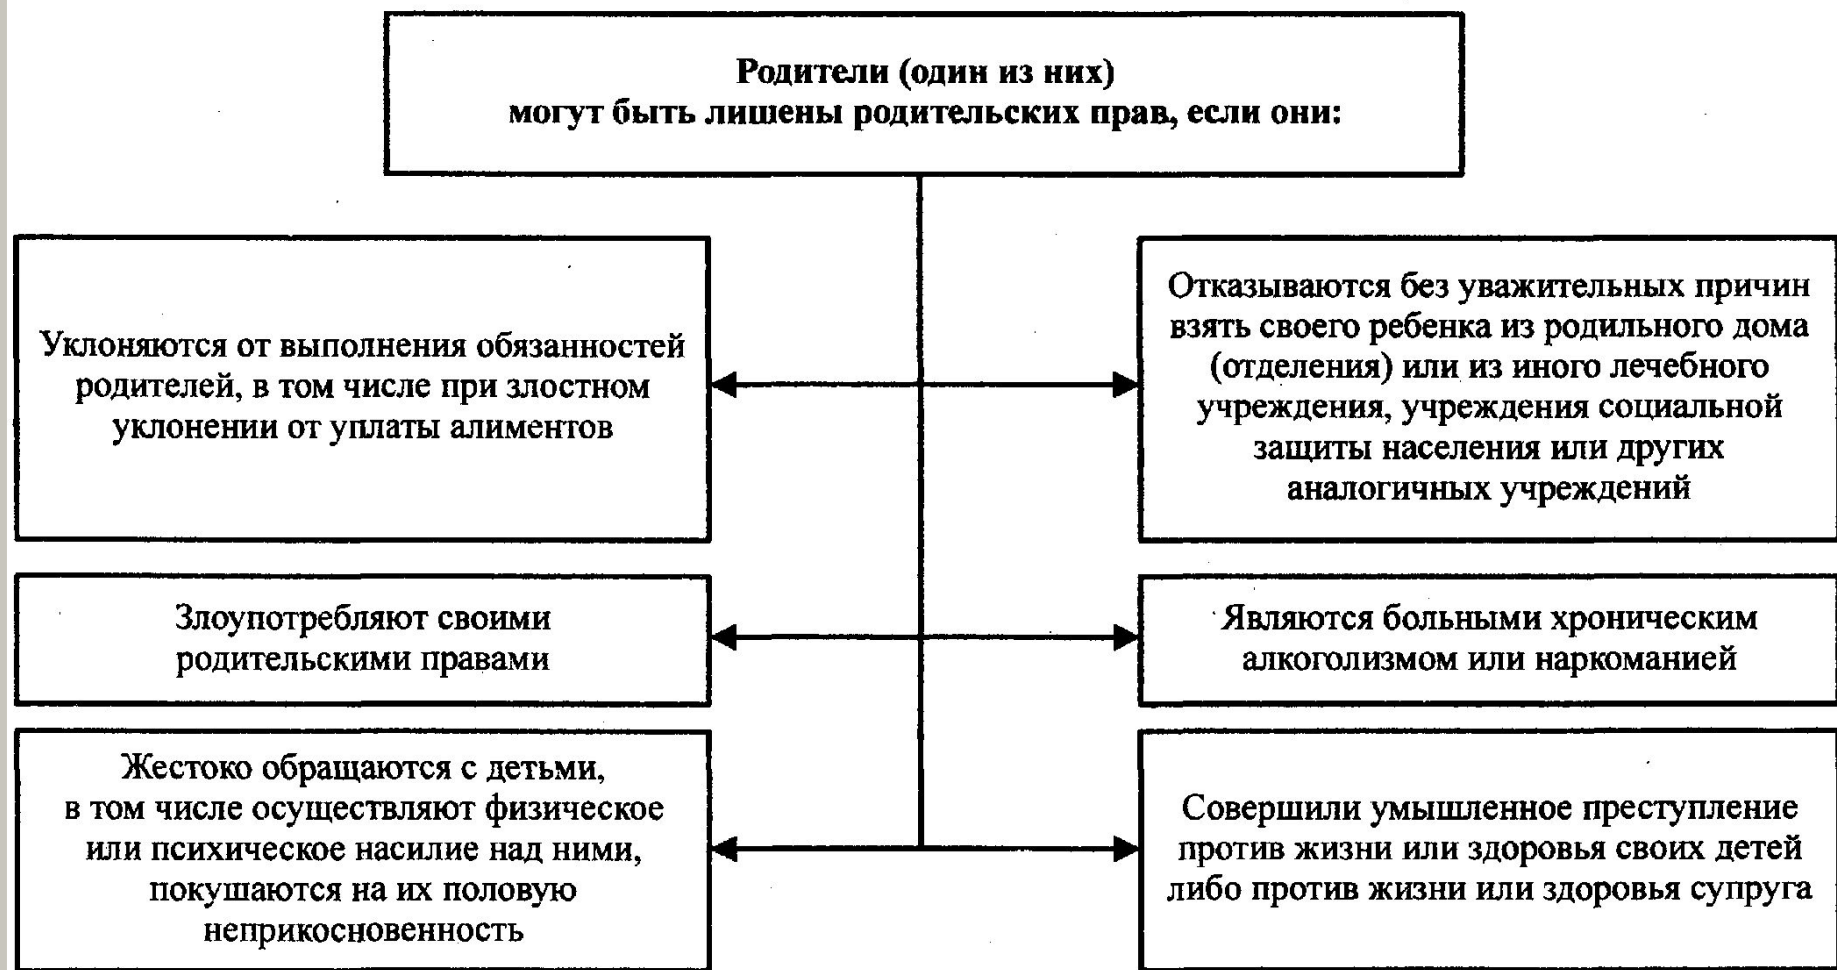 Родители (один из них)
могут быть лишены родительских прав, если они:
Уклоняются от выполнения обязанностей
родителей, в том числе при злостном
уклонении от уплаты алиментов
Отказываются без уважительных причин
взять своего ребенка из родильного дома
(отделения) или из иного лечебного
учреждения, учреждения социальной
защиты населения или других
аналогичных учреждений
Злоупотребляют своими
родительскими правами
Являются больными хроническим
алкоголизмом или наркоманией
Жестоко обращаются с детьми,
в том числе осуществляют физическое
или психическое насилие над ними,
покушаются на их половую
неприкосновенность
Совершили умышленное преступление
против жизни или здоровья своих детей
либо против жизни или здоровья супруга